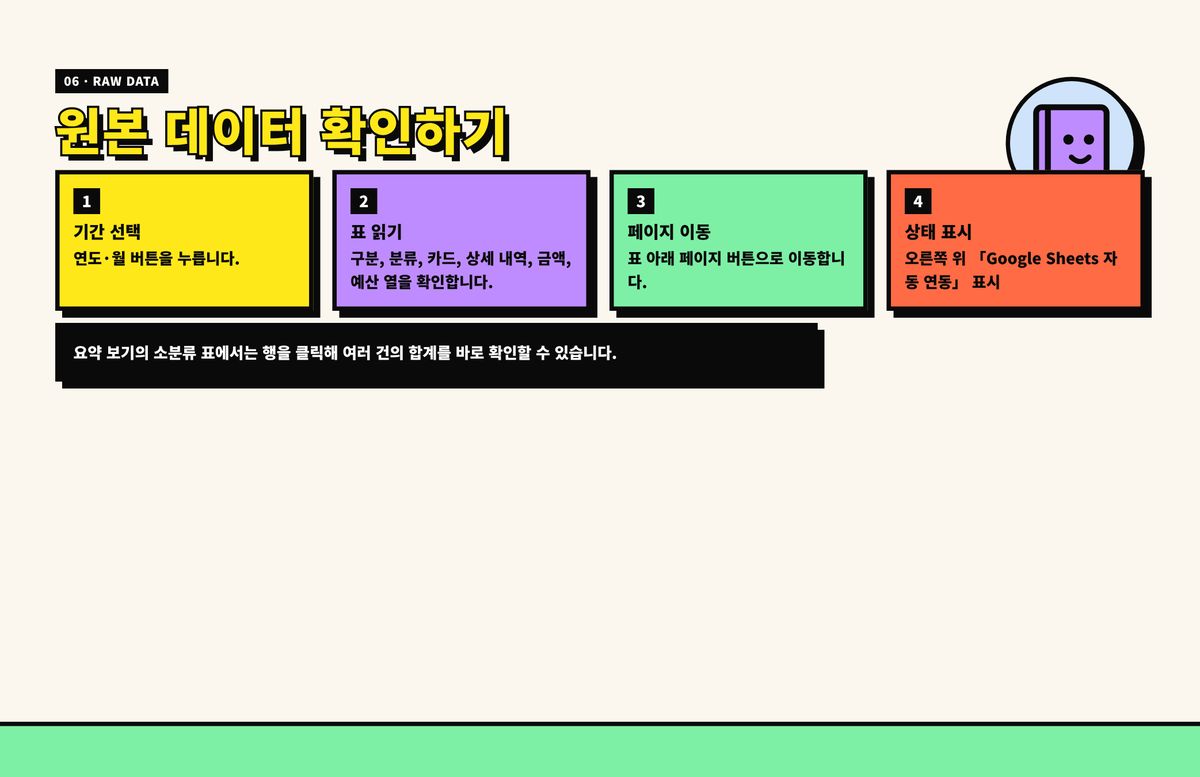 06 · RAW DATA
원본 데이터 확인하기
1
기간 선택
연도·월 버튼을 누릅니다.
2
표 읽기
구분, 분류, 카드, 상세 내역, 금액,
예산 열을 확인합니다.
3
페이지 이동
표 아래 페이지 버튼으로 이동합니
다.
4
상태 표시
오른쪽 위 「Google Sheets 자
동 연동」 표시
요약 보기의 소분류 표에서는 행을 클릭해 여러 건의 합계를 바로 확인할 수 있습니다.